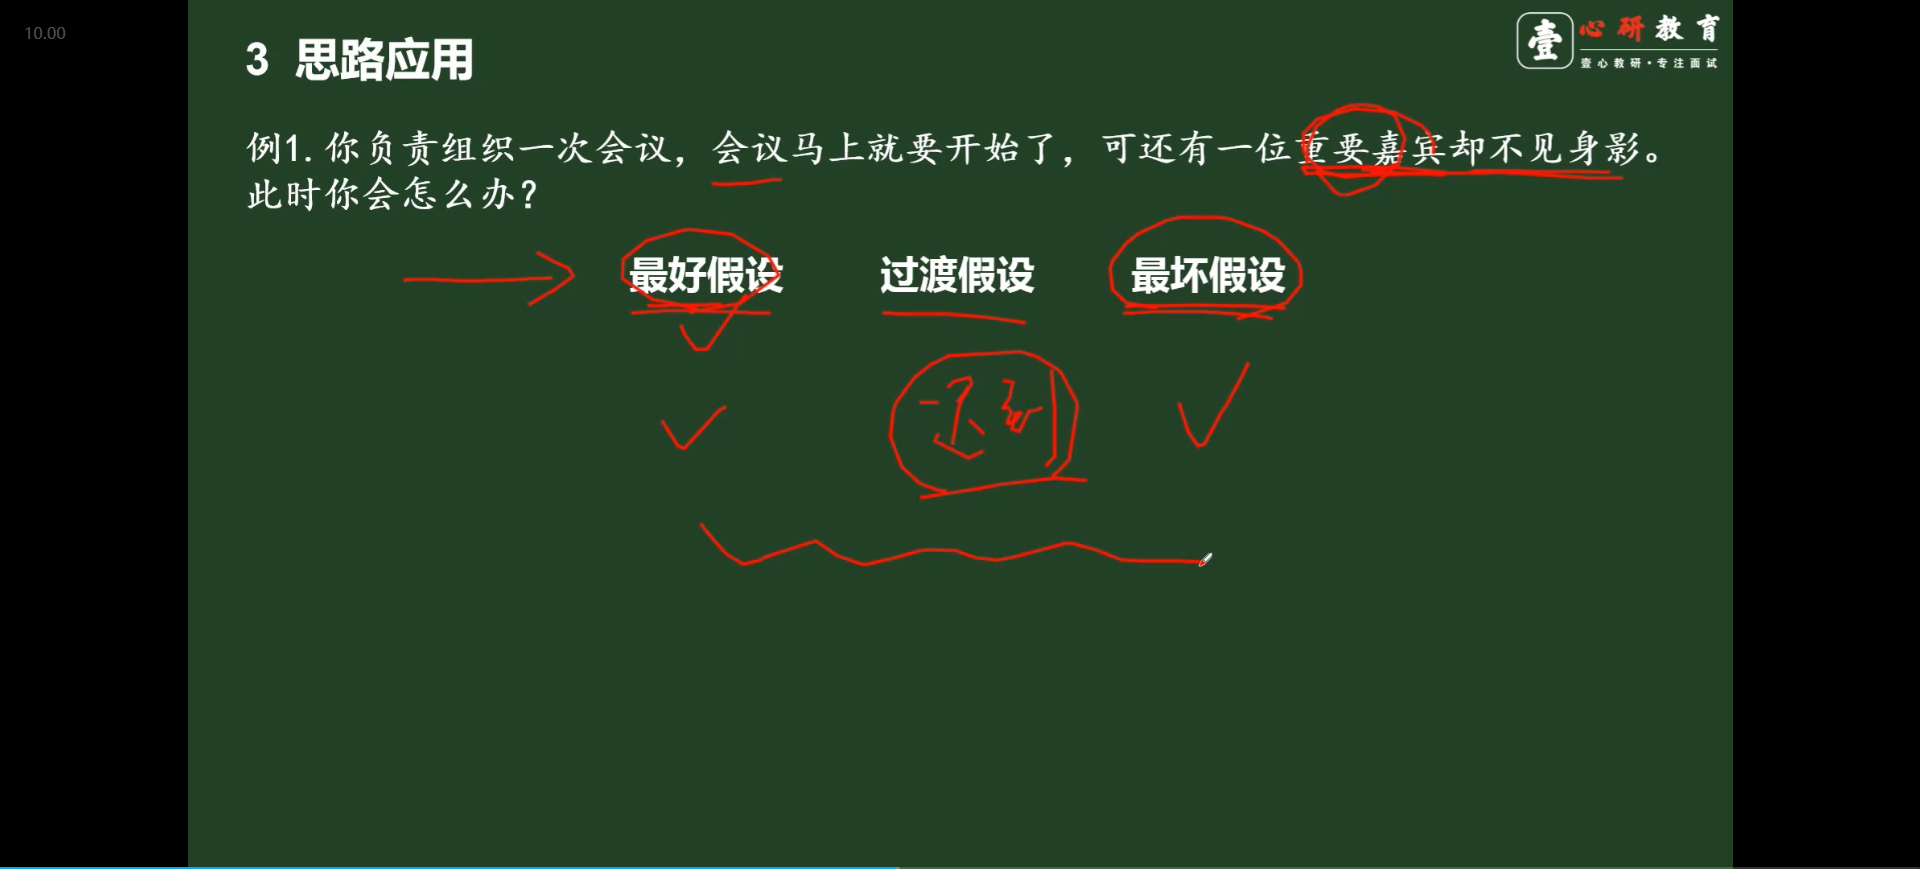 10.00
3 思路应用
壹 心研教育
壹心教研·专注面试
例1.你负责组织一次会议，会议马上就要开始了，可还有一位重要嘉宾却不见身影。
此时你会怎么办？
最好假设 过渡假设 最坏假设